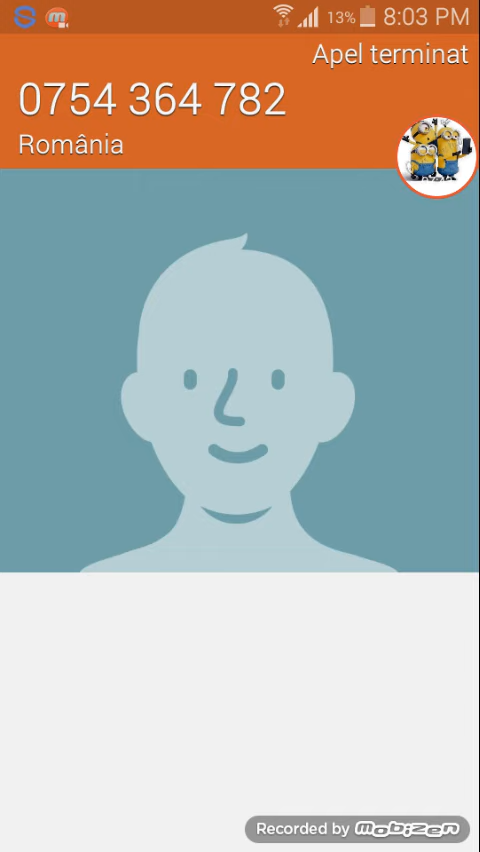 13% 8:03 PM
Apel terminat
0754 364 782
România
Recorded by mobizen